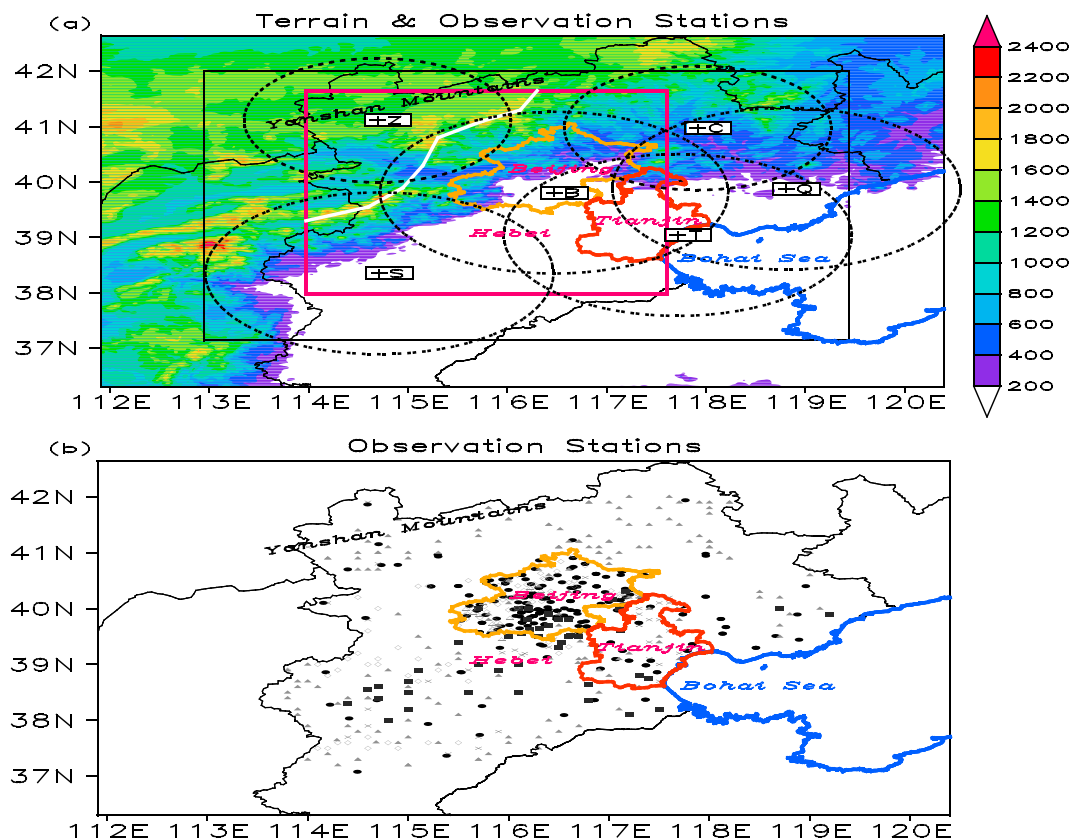 (a) Terrain & Observation Stations
42N
41N
40N
39N
38N
37N
Yanshan Mountains
+Z
+C
Beijing
+B
+Q
Tianjin
Hebei
+T
Bohai Sea
+S
112E 113E 114E 115E 116E 117E 118E 119E 120E
2400
2200
2000
1800
1600
1400
1200
1000
800
600
400
200
(b) Observation Stations
42N
41N
40N
39N
38N
37N
Yanshan Mountains
Beijing
Tianjin
Hebei
Bohai Sea
112E 113E 114E 115E 116E 117E 118E 119E 120E